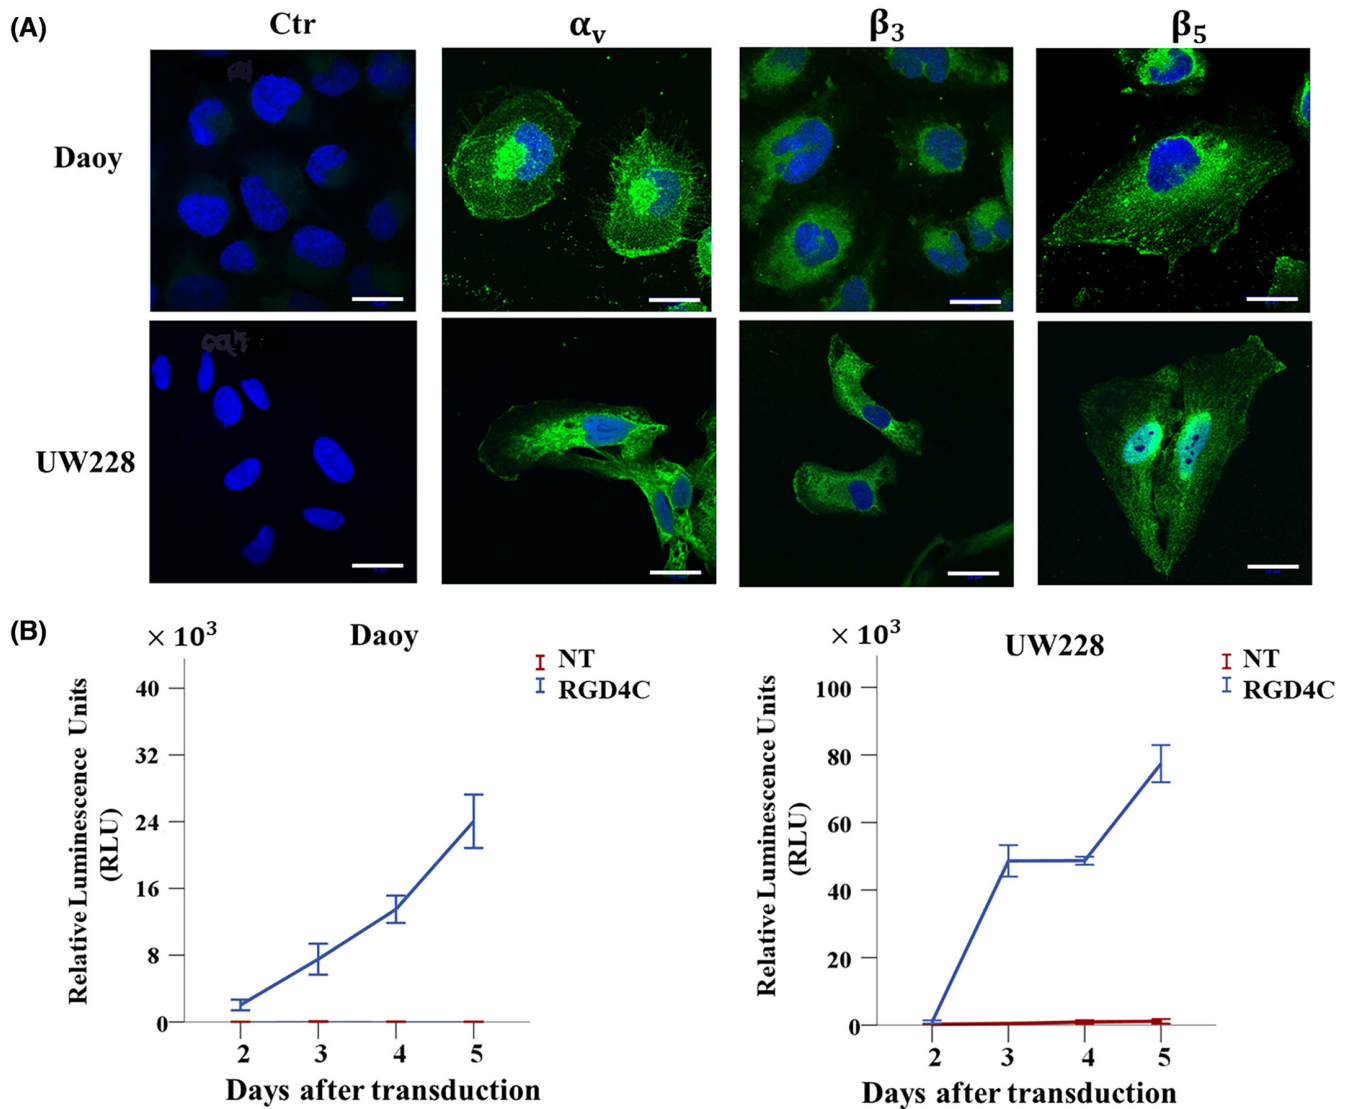 (A)
Ctr
αv
β3
β5
Daoy
UW228
(B)
× 10³
Daoy
NT
RGD4C
Relative Luminescence Units
(RLU)
40
32
24
16
8
0
2
3
4
5
Days after transduction
× 10³
UW228
NT
RGD4C
Relative Luminescence Units
(RLU)
100
80
60
40
20
0
2
3
4
5
Days after transduction